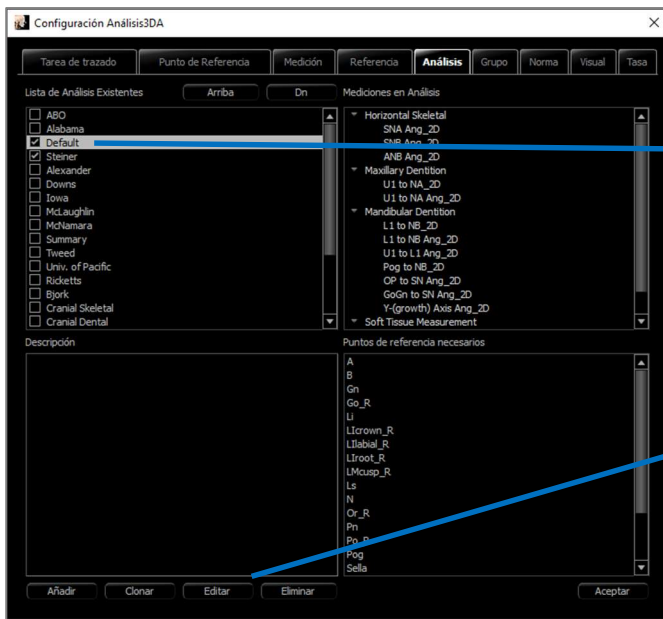 Configuración Análisis3DA
Tarea de trazado Punto de Referencia Medición Referencia Análisis Grupo Norma Visual Tasa
Lista de Análisis Existentes Arriba Dn
ABO
Alabama
Default
Steiner
Alexander
Downs
Iowa
McLaughlin
McNamara
Summary
Tweed
Univ. of Pacific
Ricketts
Bjork
Cranial Skeletal
Cranial Dental
Mediciones en Análisis
Horizontal Skeletal
SNA Ang_2D
SNB Ang_2D
ANB Ang_2D
Maxillary Dentition
U1 to NA_2D
U1 to NA Ang_2D
Mandibular Dentition
L1 to NB_2D
L1 to NB Ang_2D
U1 to L1 Ang_2D
Pog to NB_2D
OP to SN Ang_2D
GoGn to SN Ang_2D
Y-(growth) Axis Ang_2D
Soft Tissue Measurement
Descripción
Puntos de referencia necesarios
A
B
Gn
Go_R
Li
LIcrown_R
LIlabial_R
LIroot_R
LMcusp_R
Ls
N
Or_R
Pn
Po_R
Pog
Sella
Añadir Clonar Editar Eliminar Aceptar